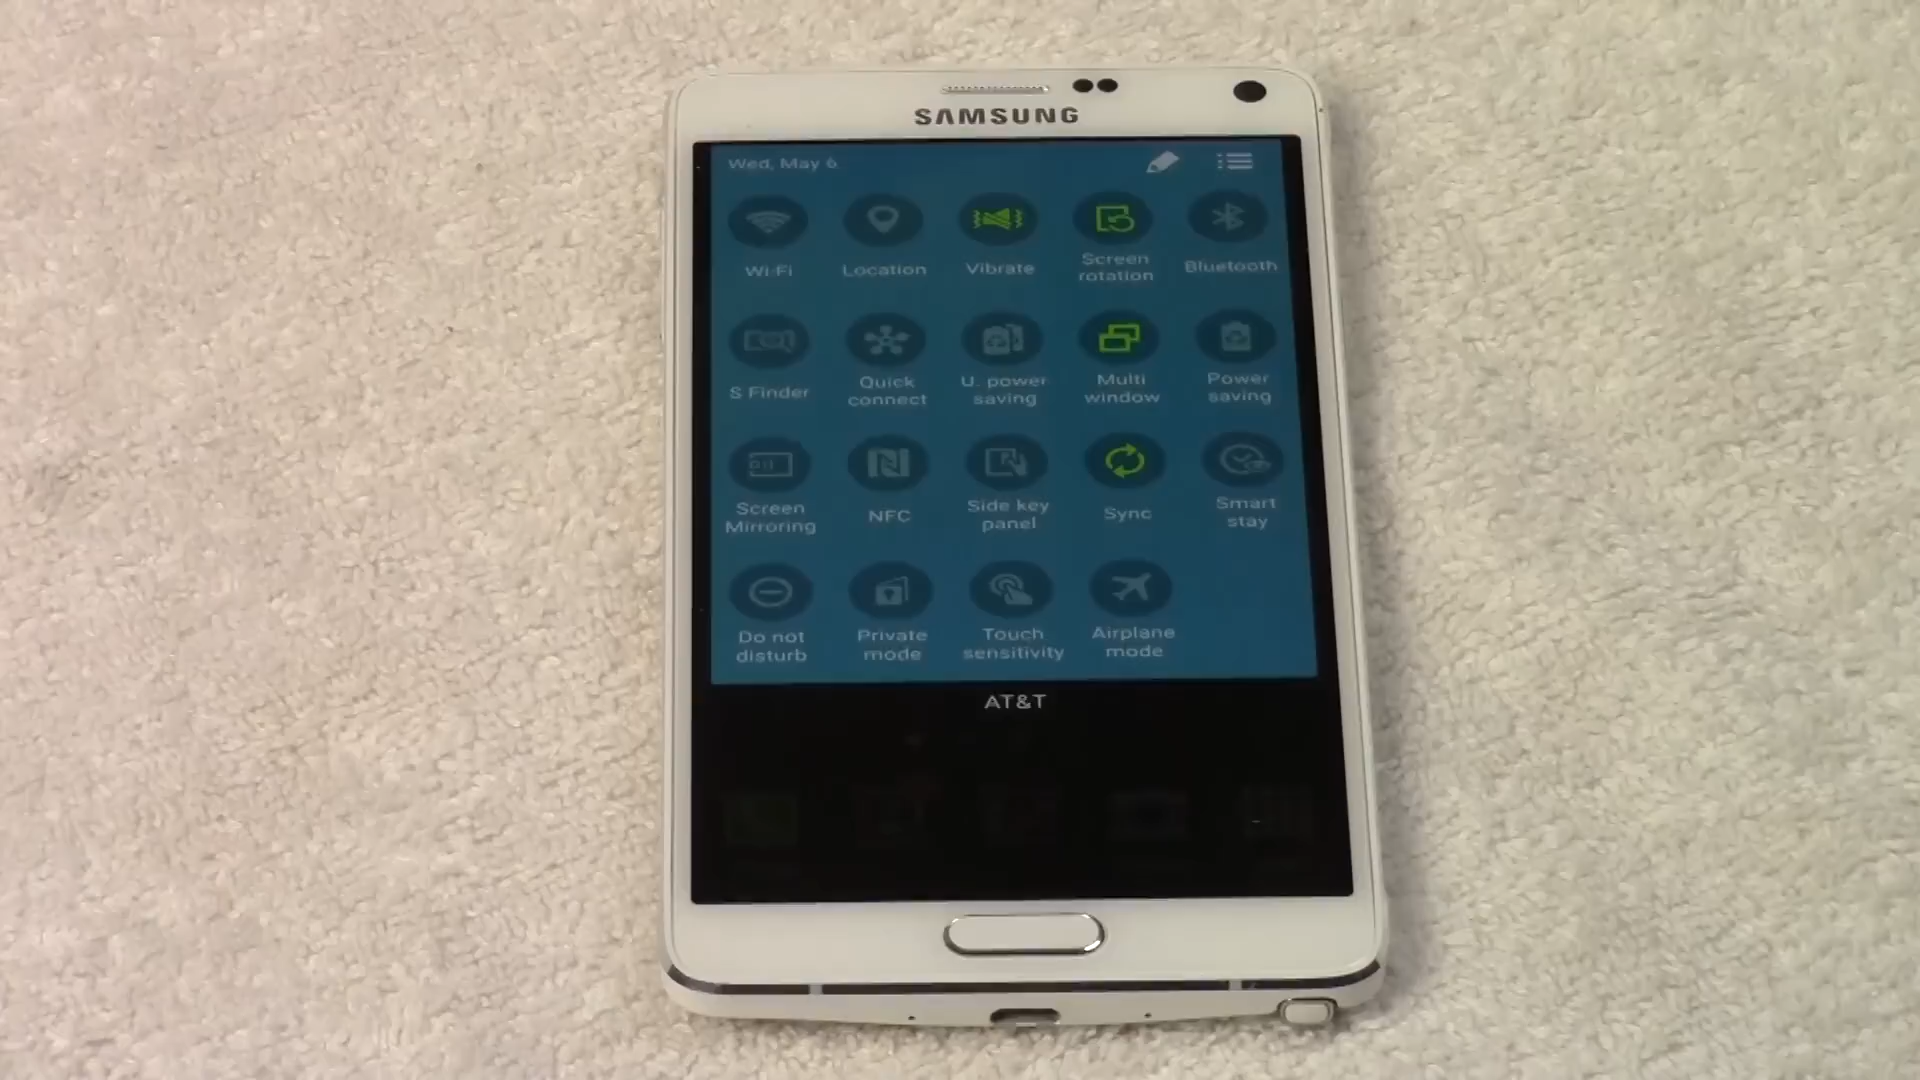 SAMSUNG
Wed, May 6
Wi-Fi
Location
Vibrate
Screen
rotation
Bluetooth
S Finder
Quick
connect
U. power
saving
Multi
window
Power
saving
Screen
Mirroring
NFC
Side key
panel
Sync
Smart
stay
Do not
disturb
Private
mode
Touch
sensitivity
Airplane
mode
AT&T